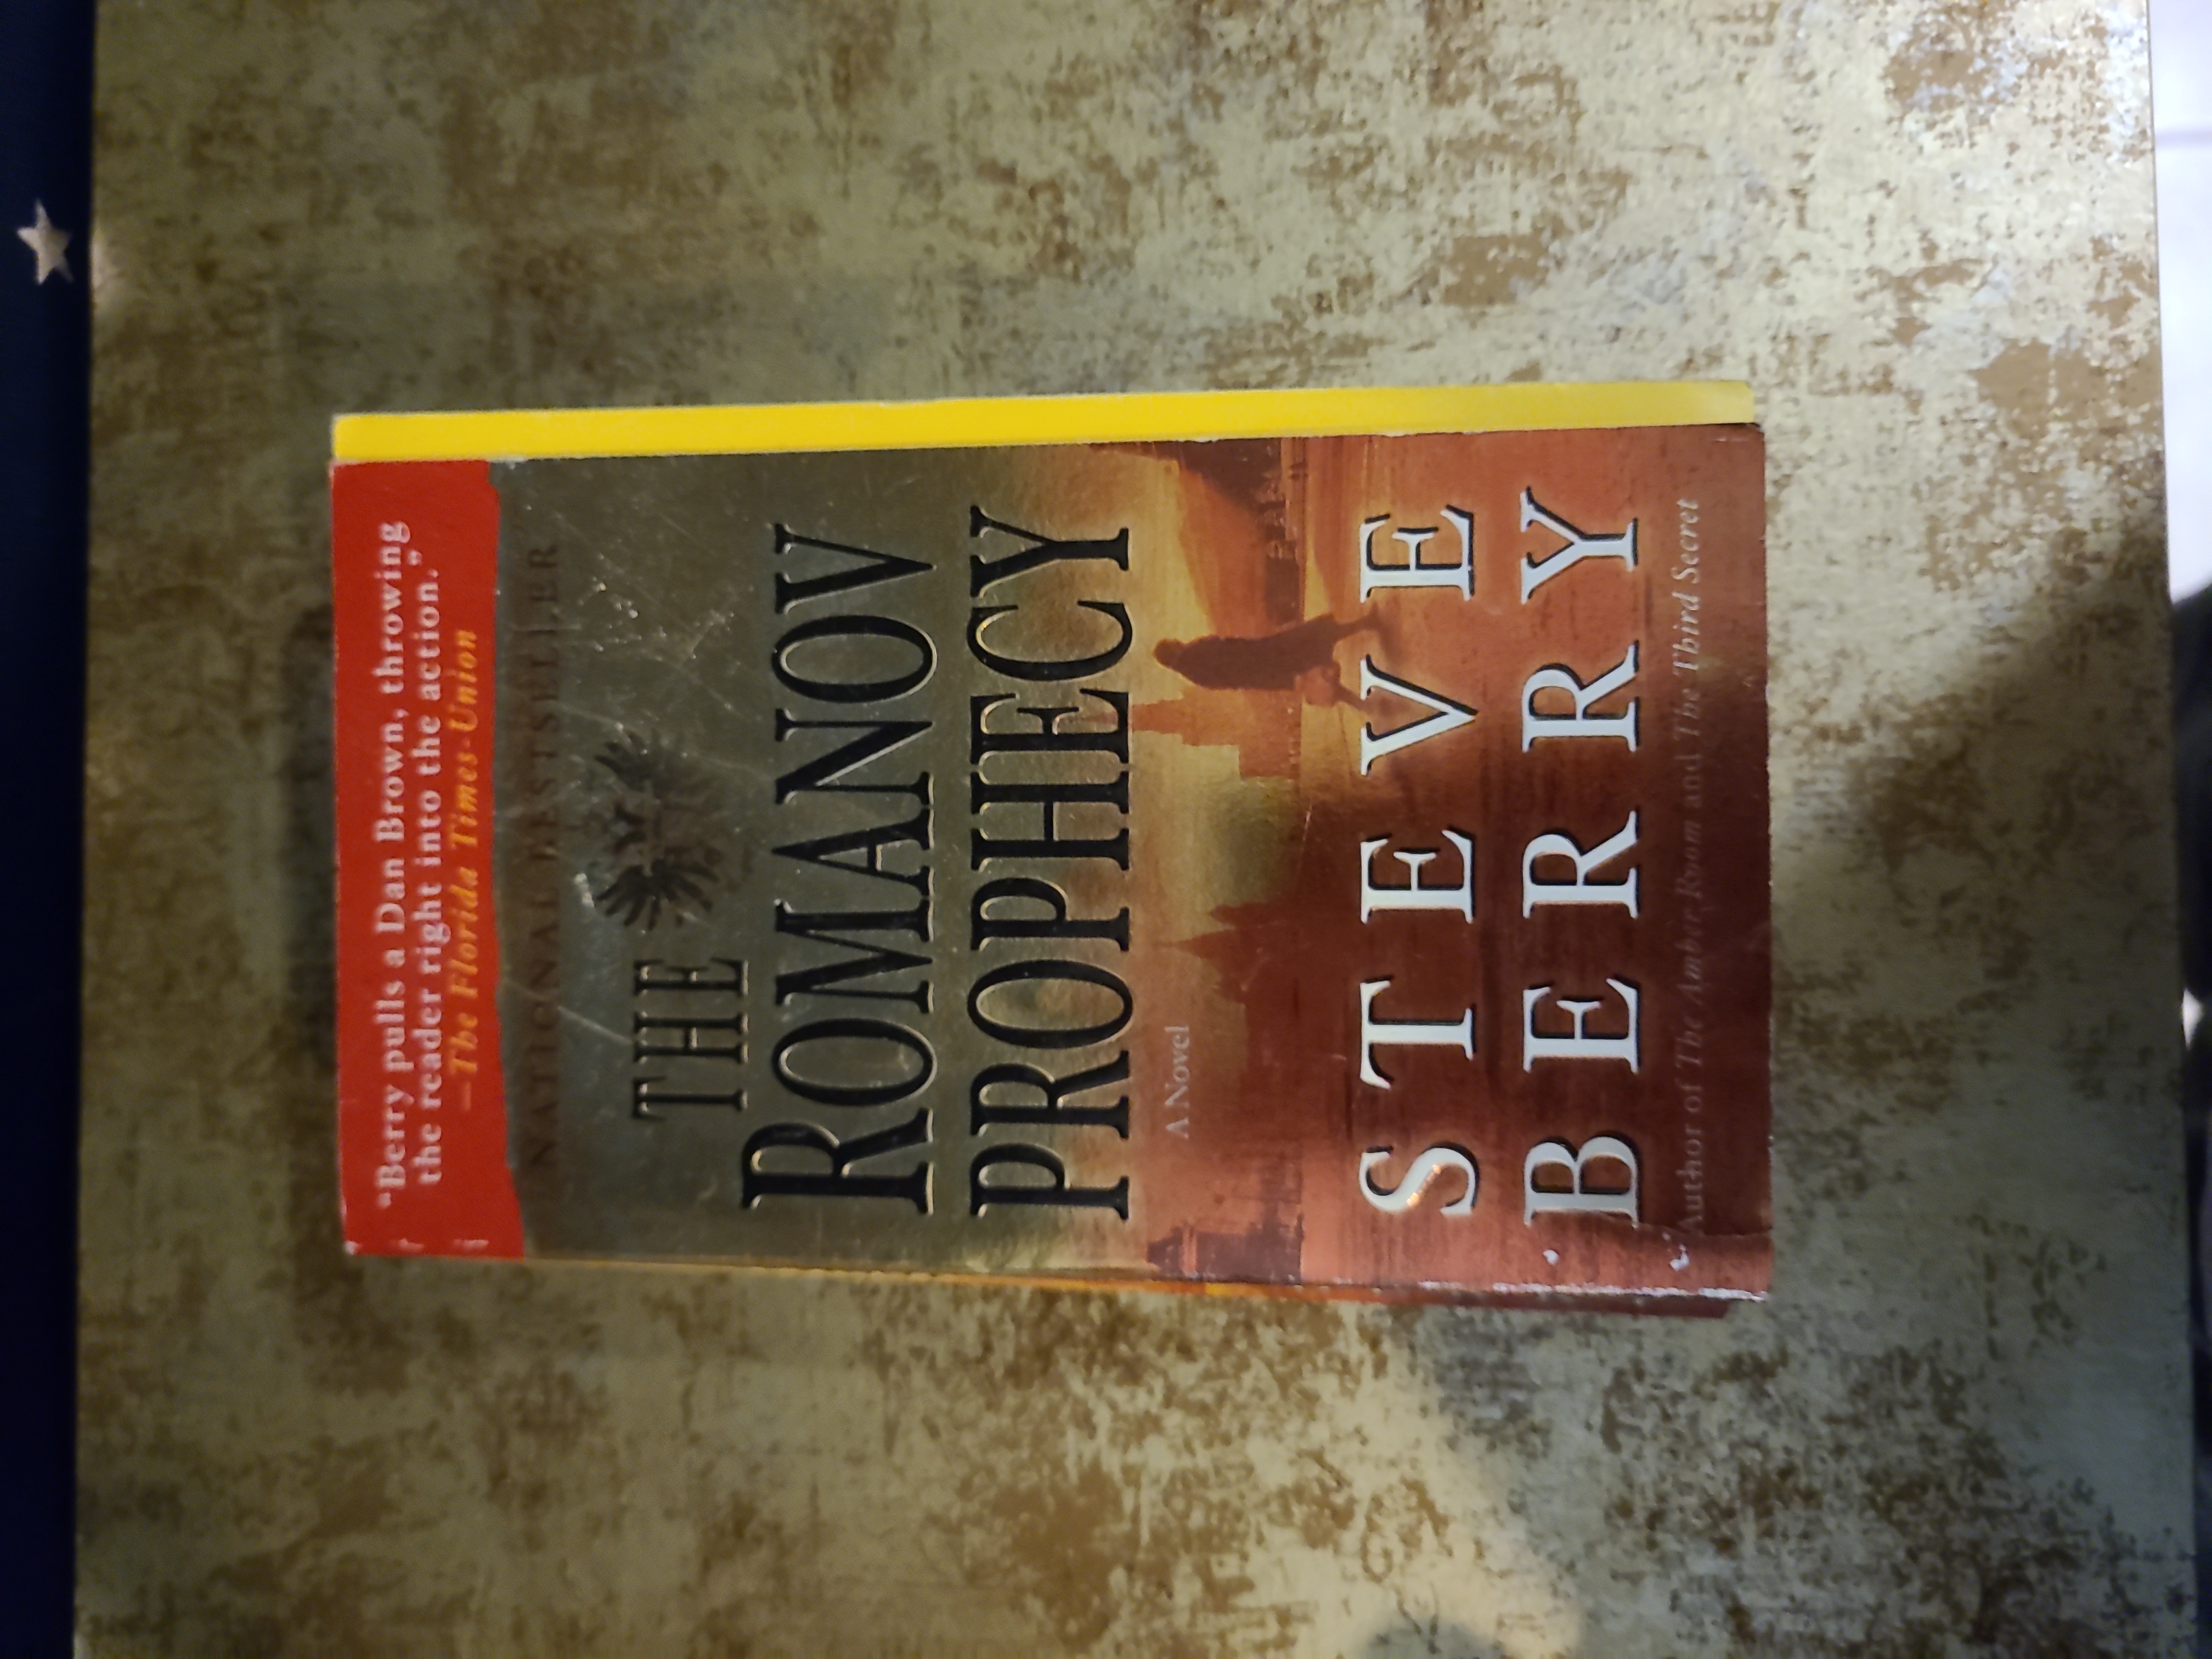 "Berry pulls a Dan Brown, throwing
the reader right into the action."
—The Florida Times-Union
NATIONAL BESTSELLER
THE
ROMANOV
PROPHECY
A Novel
STEVE
BERRY
Author of The Amber Room and The Third Secret